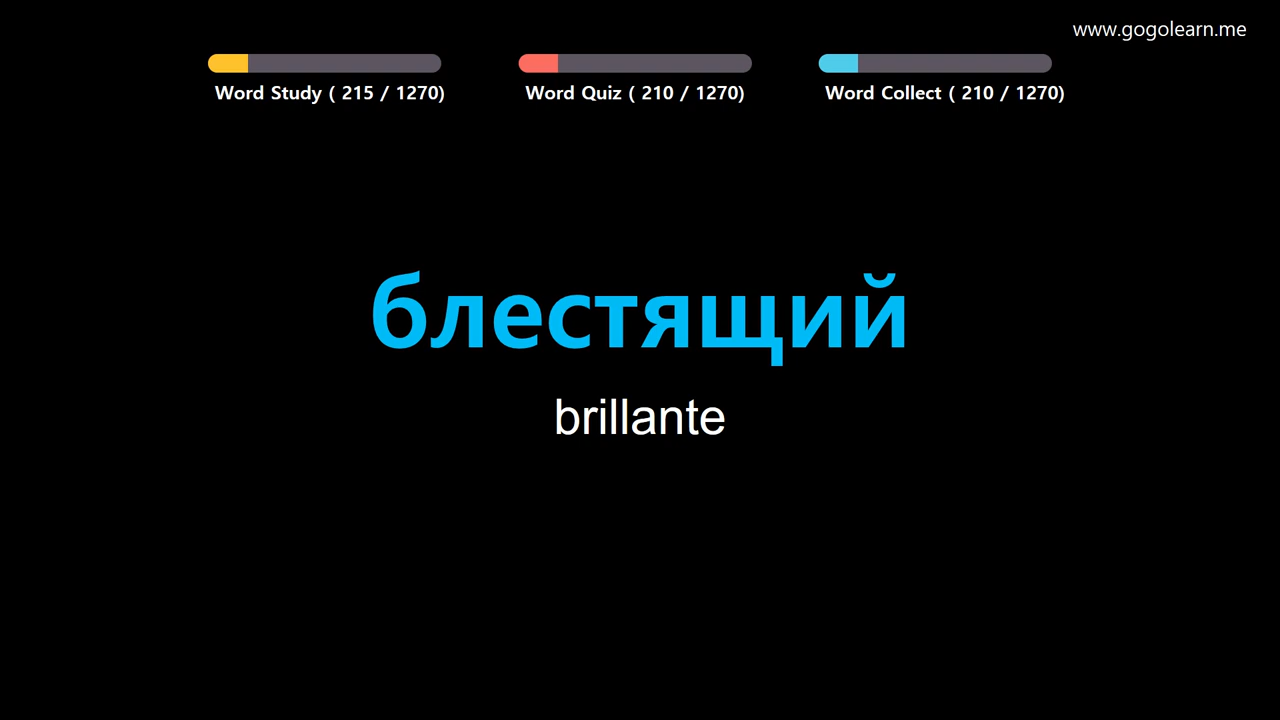 www.gogolearn.me
Word Study ( 215 / 1270)
Word Quiz ( 210 / 1270)
Word Collect ( 210 / 1270)
блестящий
brillante